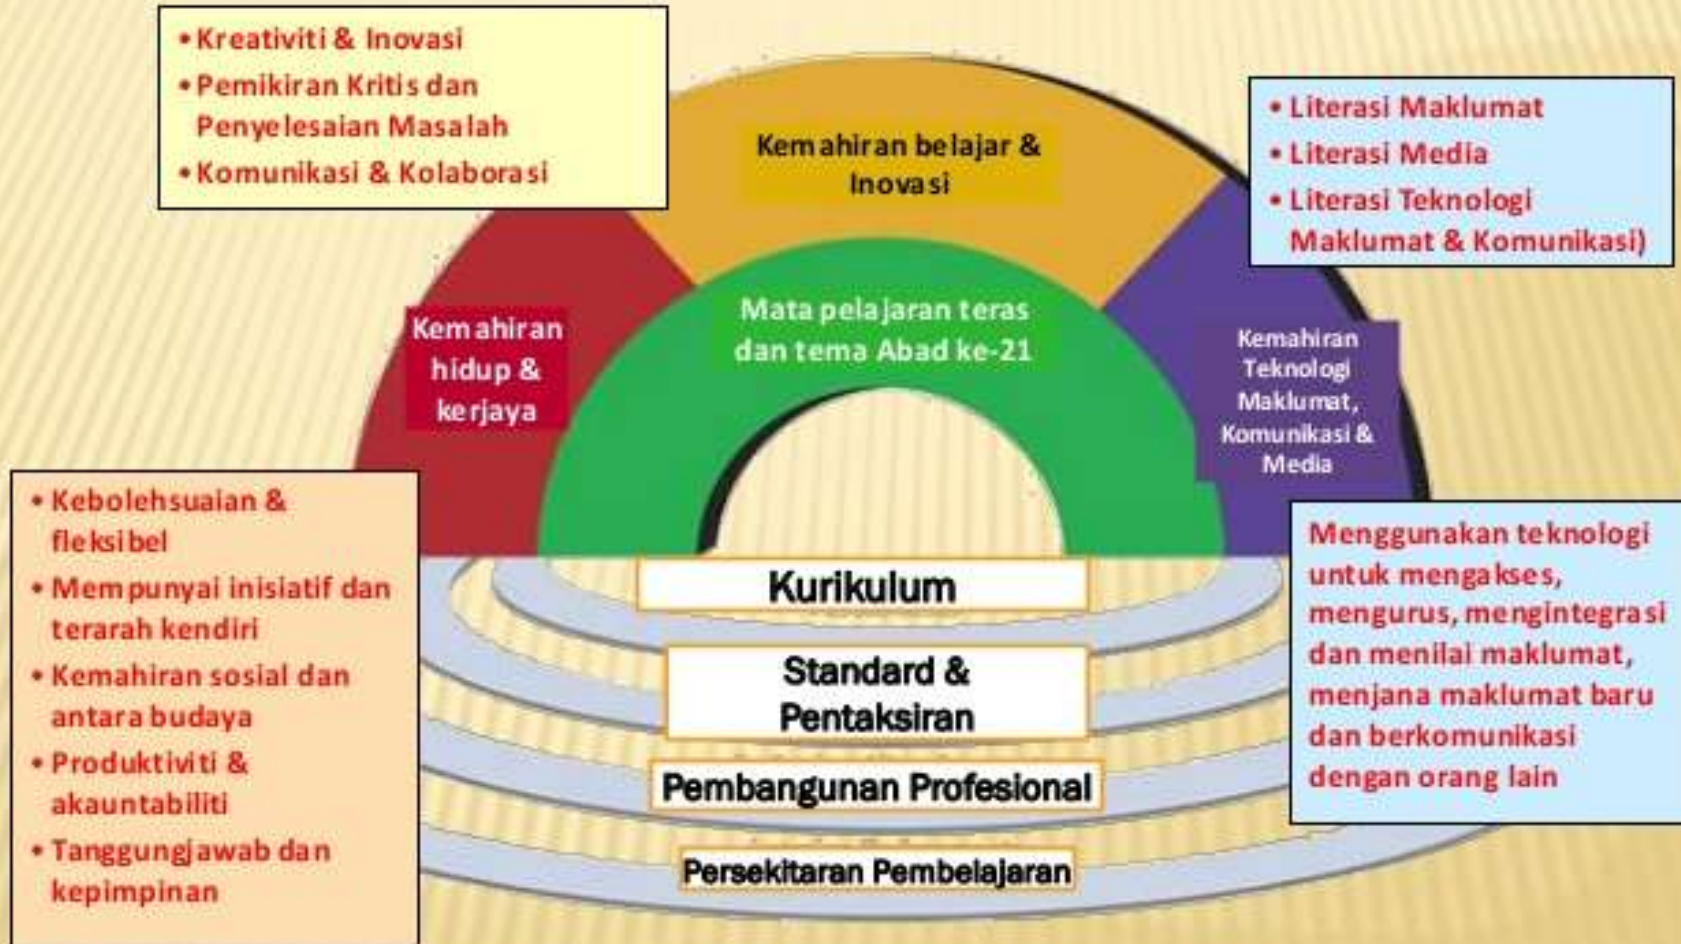 • Kreativiti & Inovasi
• Pemikiran Kritis dan
Penyelesaian Masalah
• Komunikasi & Kolaborasi
Kemahiran belajar &
Inovasi
• Literasi Maklumat
• Literasi Media
• Literasi Teknologi
Maklumat & Komunikasi)
Kemahiran
hidup &
kerjaya
Mata pelajaran teras
dan tema Abad ke-21
Kemahiran
Teknologi
Maklumat,
Komunikasi &
Media
• Kebolehsuaian &
fleksibel
• Mempunyai inisiatif dan
terarah kendiri
• Kemahiran sosial dan
antara budaya
• Produktiviti &
akauntabiliti
• Tanggungjawab dan
kepimpinan
Kurikulum
Standard &
Pentaksiran
Pembangunan Profesional
Persekitaran Pembelajaran
Menggunakan teknologi
untuk mengakses,
mengurus, mengintegrasi
dan menilai maklumat,
menjana maklumat baru
dan berkomunikasi
dengan orang lain